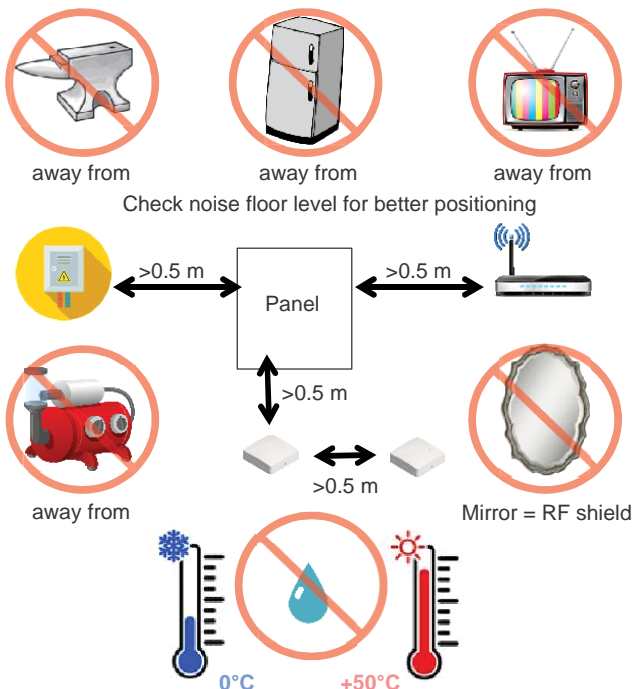 away from
away from
away from
Check noise floor level for better positioning
>0.5 m
Panel
>0.5 m
>0.5 m
>0.5 m
away from
Mirror = RF shield
0°C
+50°C